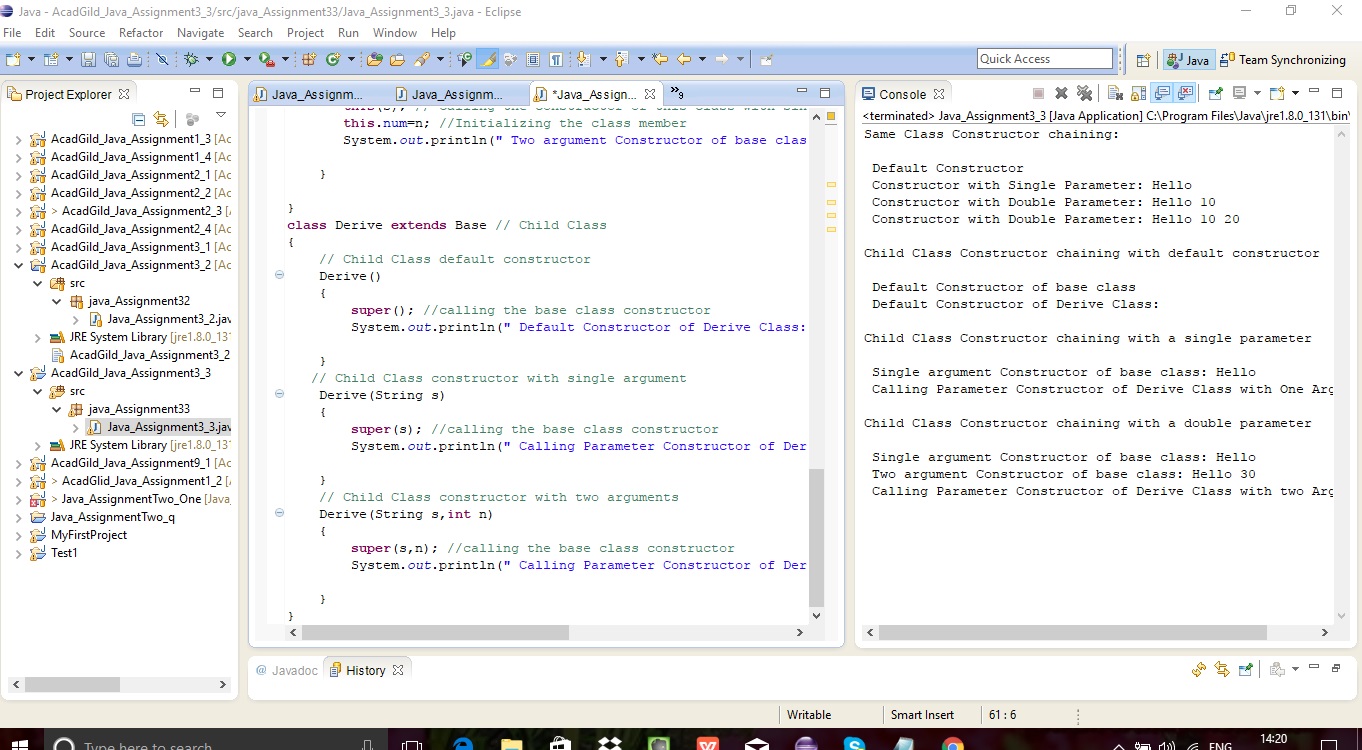 Java - AcadGild_Java_Assignment3_3/src/java_Assignment33/Java_Assignment3_3.java - Eclipse
File Edit Source Refactor Navigate Search Project Run Window Help
Quick Access
Java
Team Synchronizing
Project Explorer
AcadGild_Java_Assignment1_3 [Ac
AcadGild_Java_Assignment1_4 [Ac
AcadGild_Java_Assignment2_1 [Ac
AcadGild_Java_Assignment2_2 [Ac
> AcadGild_Java_Assignment2_3 [
AcadGild_Java_Assignment2_4 [Ac
AcadGild_Java_Assignment3_1 [Ac
AcadGild_Java_Assignment3_2 [Ac
src
java_Assignment32
Java_Assignment3_2.jav
JRE System Library [jre1.8.0_131
AcadGild_Java_Assignment3_2
AcadGild_Java_Assignment3_3
src
java_Assignment33
Java_Assignment3_3.jav
JRE System Library [jre1.8.0_131
AcadGild_Java_Assignment9_1 [Ac
> AcadGild_Java_Assignment1_2 [
> Java_AssignmentTwo_One [Java_
Java_AssignmentTwo_q
MyFirstProject
Test1
Java_Assignm...
Java_Assignm...
*Java_Assign...
»9
this.num=n; //Initializing the class member
System.out.println(" Two argument Constructor of base clas
}
}
class Derive extends Base // Child Class
{
// Child Class default constructor
Derive()
{
super(); //calling the base class constructor
System.out.println(" Default Constructor of Derive Class:
}
// Child Class constructor with single argument
Derive(String s)
{
super(s); //calling the base class constructor
System.out.println(" Calling Parameter Constructor of Der
}
// Child Class constructor with two arguments
Derive(String s,int n)
{
super(s,n); //calling the base class constructor
System.out.println(" Calling Parameter Constructor of Der
}
}
Console
<terminated> Java_Assignment3_3 [Java Application] C:\Program Files\Java\jre1.8.0_131\bin\
Same Class Constructor chaining:
Default Constructor
Constructor with Single Parameter: Hello
Constructor with Double Parameter: Hello 10
Constructor with Double Parameter: Hello 10 20
Child Class Constructor chaining with default constructor
Default Constructor of base class
Default Constructor of Derive Class:
Child Class Constructor chaining with a single parameter
Single argument Constructor of base class: Hello
Calling Parameter Constructor of Derive Class with One Arg
Child Class Constructor chaining with a double parameter
Single argument Constructor of base class: Hello
Two argument Constructor of base class: Hello 30
Calling Parameter Constructor of Derive Class with two Arg
@ Javadoc
History
Writable
Smart Insert
61 : 6
Type here to search
ENG
14:20